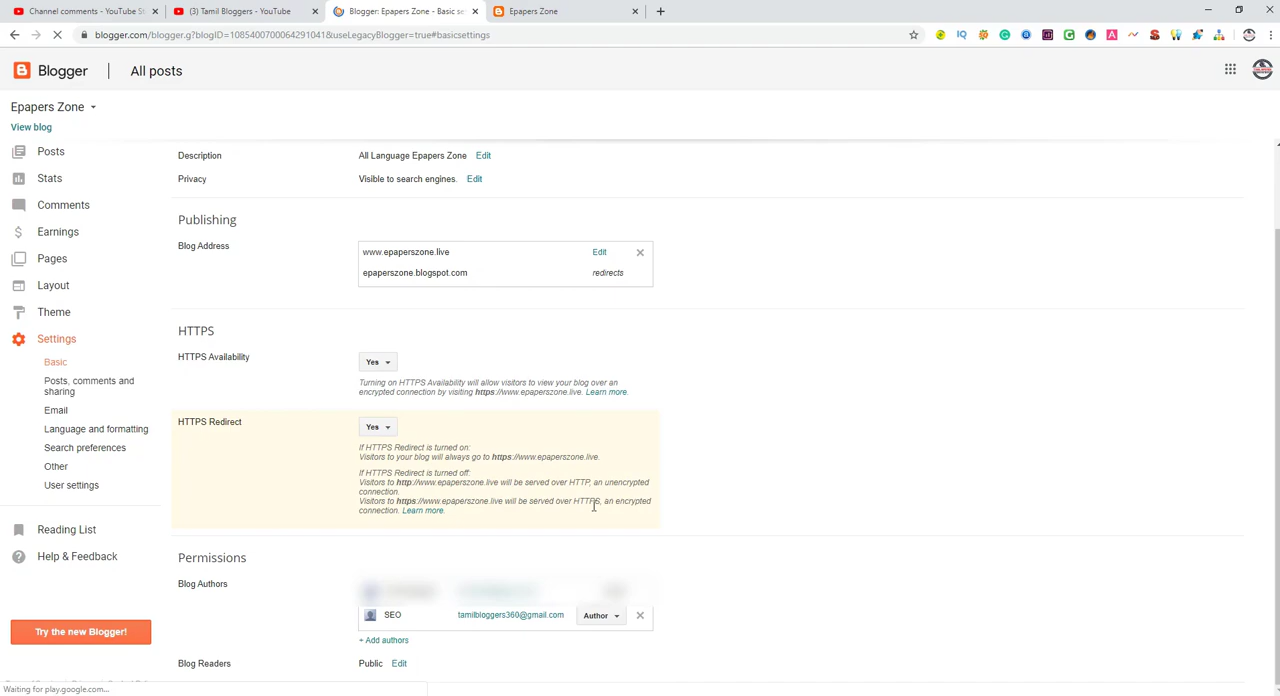 Channel comments - YouTube St
(3) Tamil Bloggers - YouTube
Blogger: Epapers Zone - Basic se
Epapers Zone
blogger.com/blogger.g?blogID=1085400700064291041&useLegacyBlogger=true#basicsettings
Blogger
All posts
Epapers Zone
View blog
Posts
Stats
Comments
Earnings
Pages
Layout
Theme
Settings
Basic
Posts, comments and
sharing
Email
Language and formatting
Search preferences
Other
User settings
Reading List
Help & Feedback
Try the new Blogger!
Description
All Language Epapers Zone Edit
Privacy
Visible to search engines. Edit
Publishing
Blog Address
www.epaperszone.live Edit
epaperszone.blogspot.com redirects
HTTPS
HTTPS Availability
Yes
Turning on HTTPS Availability will allow visitors to view your blog over an
encrypted connection by visiting https://www.epaperszone.live. Learn more.
HTTPS Redirect
Yes
If HTTPS Redirect is turned on:
Visitors to your blog will always go to https://www.epaperszone.live.
If HTTPS Redirect is turned off:
Visitors to http://www.epaperszone.live will be served over HTTP, an unencrypted
connection.
Visitors to https://www.epaperszone.live will be served over HTTPS, an encrypted
connection. Learn more.
Permissions
Blog Authors
SEO tamilbloggers360@gmail.com Author
+ Add authors
Blog Readers
Public Edit
Waiting for play.google.com...